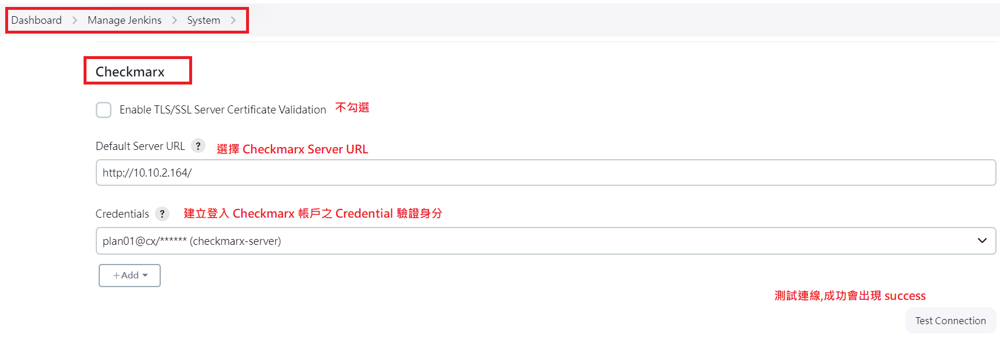 Dashboard > Manage Jenkins > System >
Checkmarx
Enable TLS/SSL Server Certificate Validation 不勾選
Default Server URL ? 選擇 Checkmarx Server URL
http://10.10.2.164/
Credentials ? 建立登入 Checkmarx 帳戶之 Credential 驗證身分
plan01@cx/****** (checkmarx-server)
+Add
測試連線,成功會出現 success
Test Connection